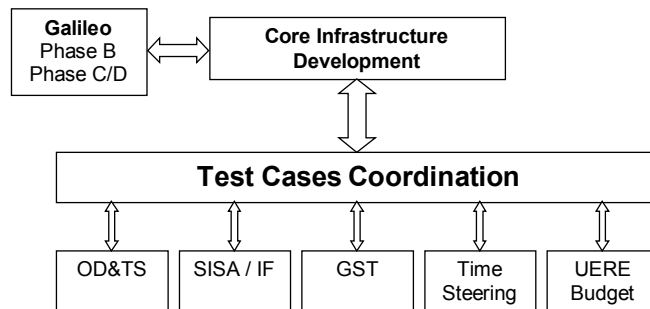 Galileo
Phase B
Phase C/D
Core Infrastructure
Development
Test Cases Coordination
OD&TS
SISA / IF
GST
Time
Steering
UERE
Budget